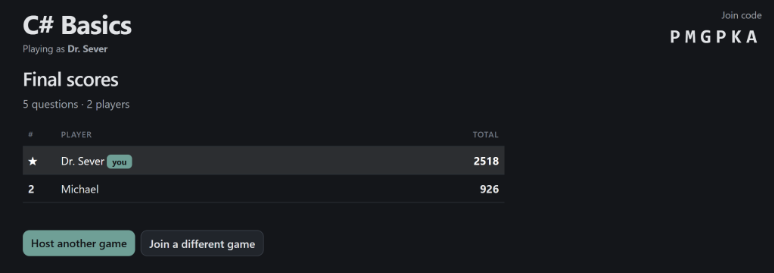 C# Basics
Join code
PMGPKA
Playing as Dr. Sever
Final scores
5 questions · 2 players
# PLAYER TOTAL
★ Dr. Sever you 2518
2 Michael 926
Host another game Join a different game